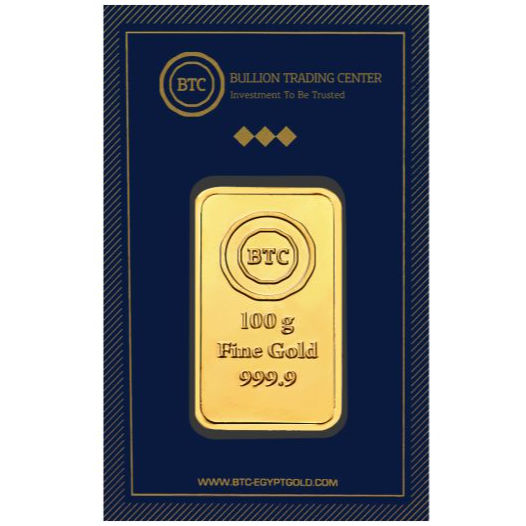 BTC
BULLION TRADING CENTER
Investment To Be Trusted
BTC
100 g
Fine Gold
999.9
WWW.BTC-EGYPTGOLD.COM